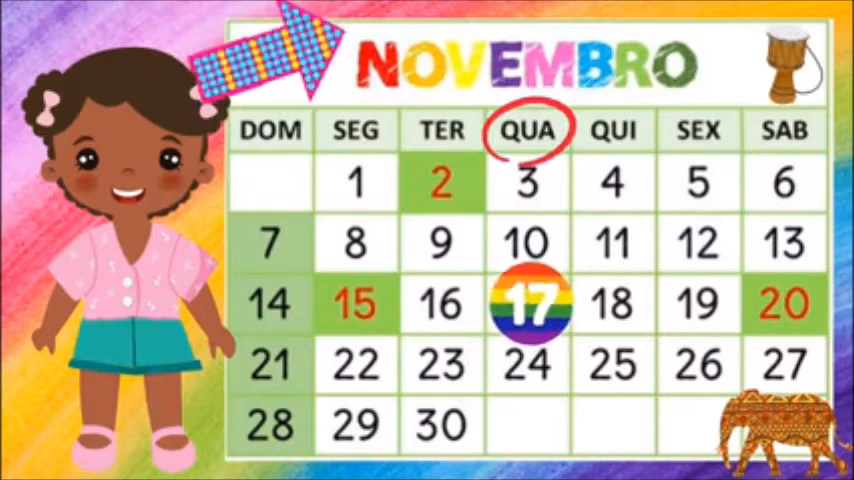 NOVEMBRO
DOM SEG TER QUA QUI SEX SAB
1 2 3 4 5 6
7 8 9 10 11 12 13
14 15 16 17 18 19 20
21 22 23 24 25 26 27
28 29 30